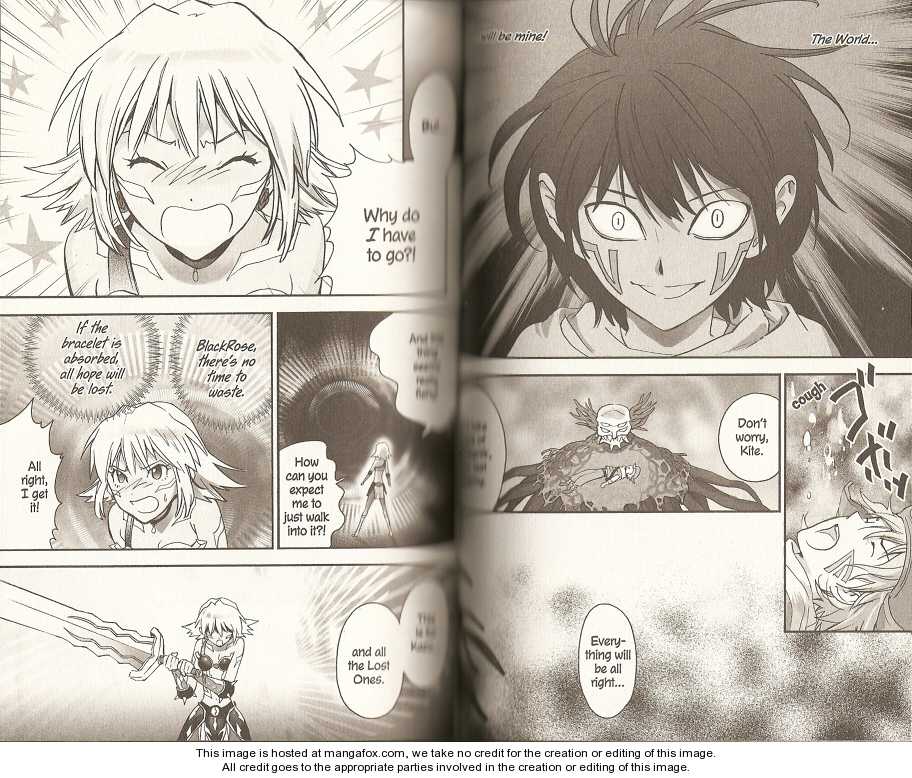 The World...
will be mine!
cough
Don't
worry,
Kite.
Every-
thing will
be all
right...
But
Why do
I have
to go?!
How
can you
expect
me to
just walk
into it?!
BlackRose,
there's no
time to
waste.
If the
bracelet is
absorbed,
all hope will
be lost.
All
right,
I get
it!
This
is for
and all
the Lost
Ones.
This image is hosted at mangafox.com, we take no credit for the creation or editing of this image.
All credit goes to the appropriate parties involved in the creation or editing of this image.